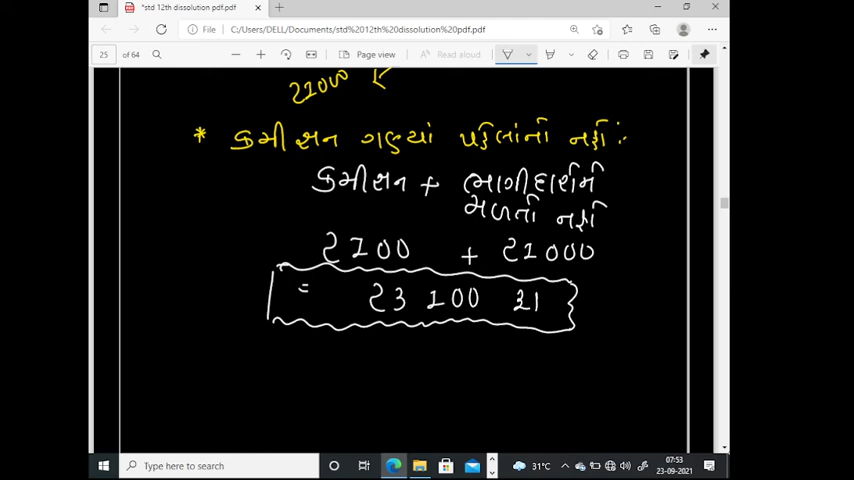 *std 12th dissolution pdf.pdf
File C:/Users/DELL/Documents/std%2012th%20dissolution%20pdf.pdf
25 of 64 Page view Read aloud
21000
* કમીશન ગણ્યાં પહેલાંનો નફો :
કમીશન + ભાગીદારોને
મળતો નફો
2100 + 21000
= 23 100 રૂા
Type here to search 31°C 07:53
23-09-2021